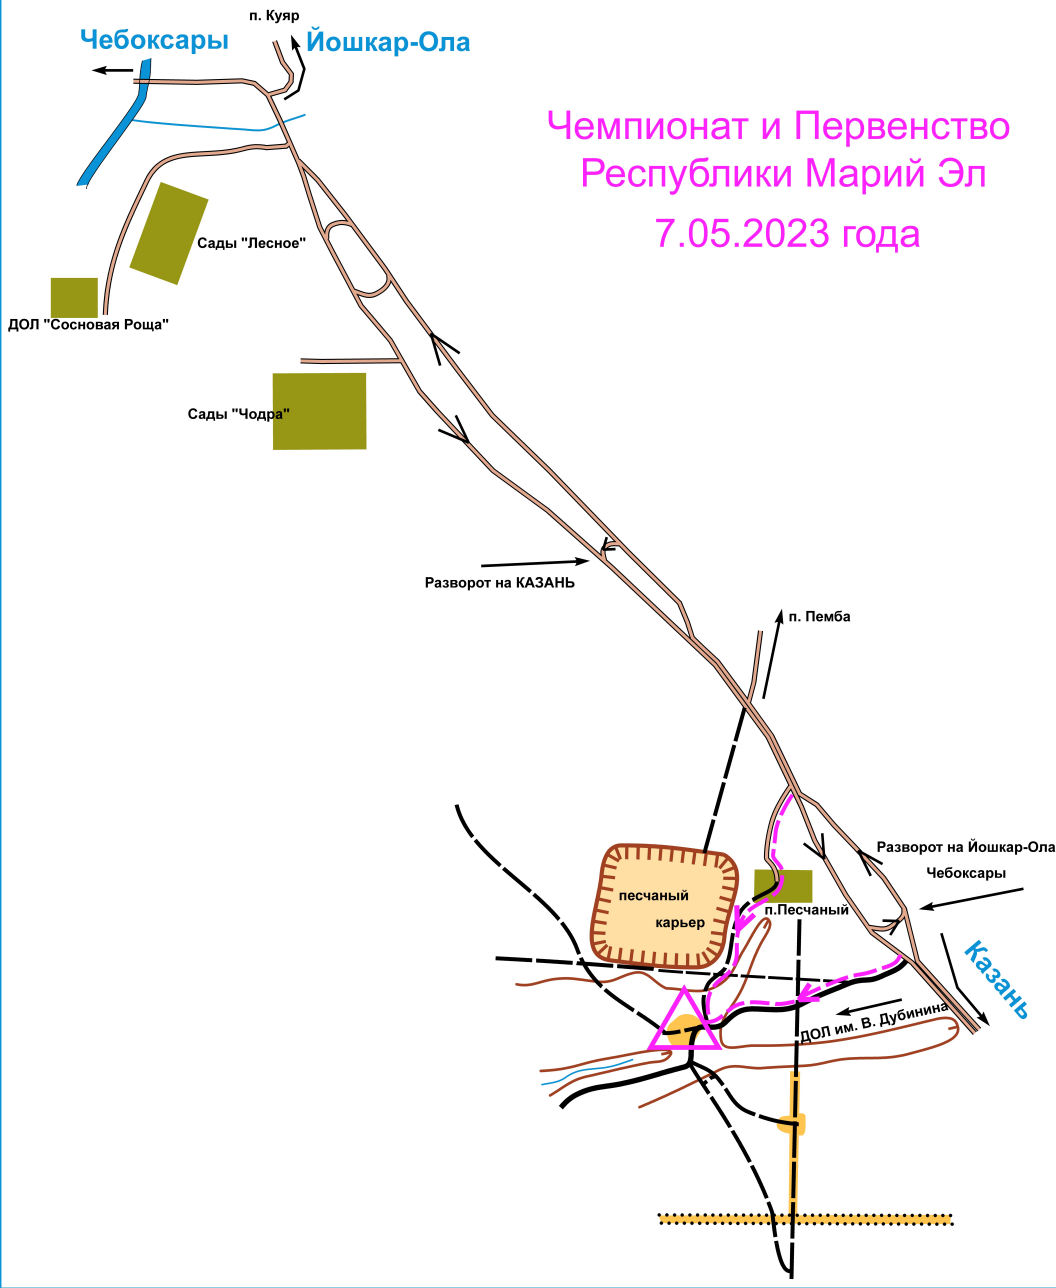 п. Куяр
Чебоксары
Йошкар-Ола
Чемпионат и Первенство
Республики Марий Эл
7.05.2023 года
Сады "Лесное"
ДОЛ "Сосновая Роща"
Сады "Чодра"
Разворот на КАЗАНЬ
п. Пемба
Разворот на Йошкар-Ола
Чебоксары
песчаный
карьер
п.Песчаный
Казань
ДОЛ им. В. Дубинина